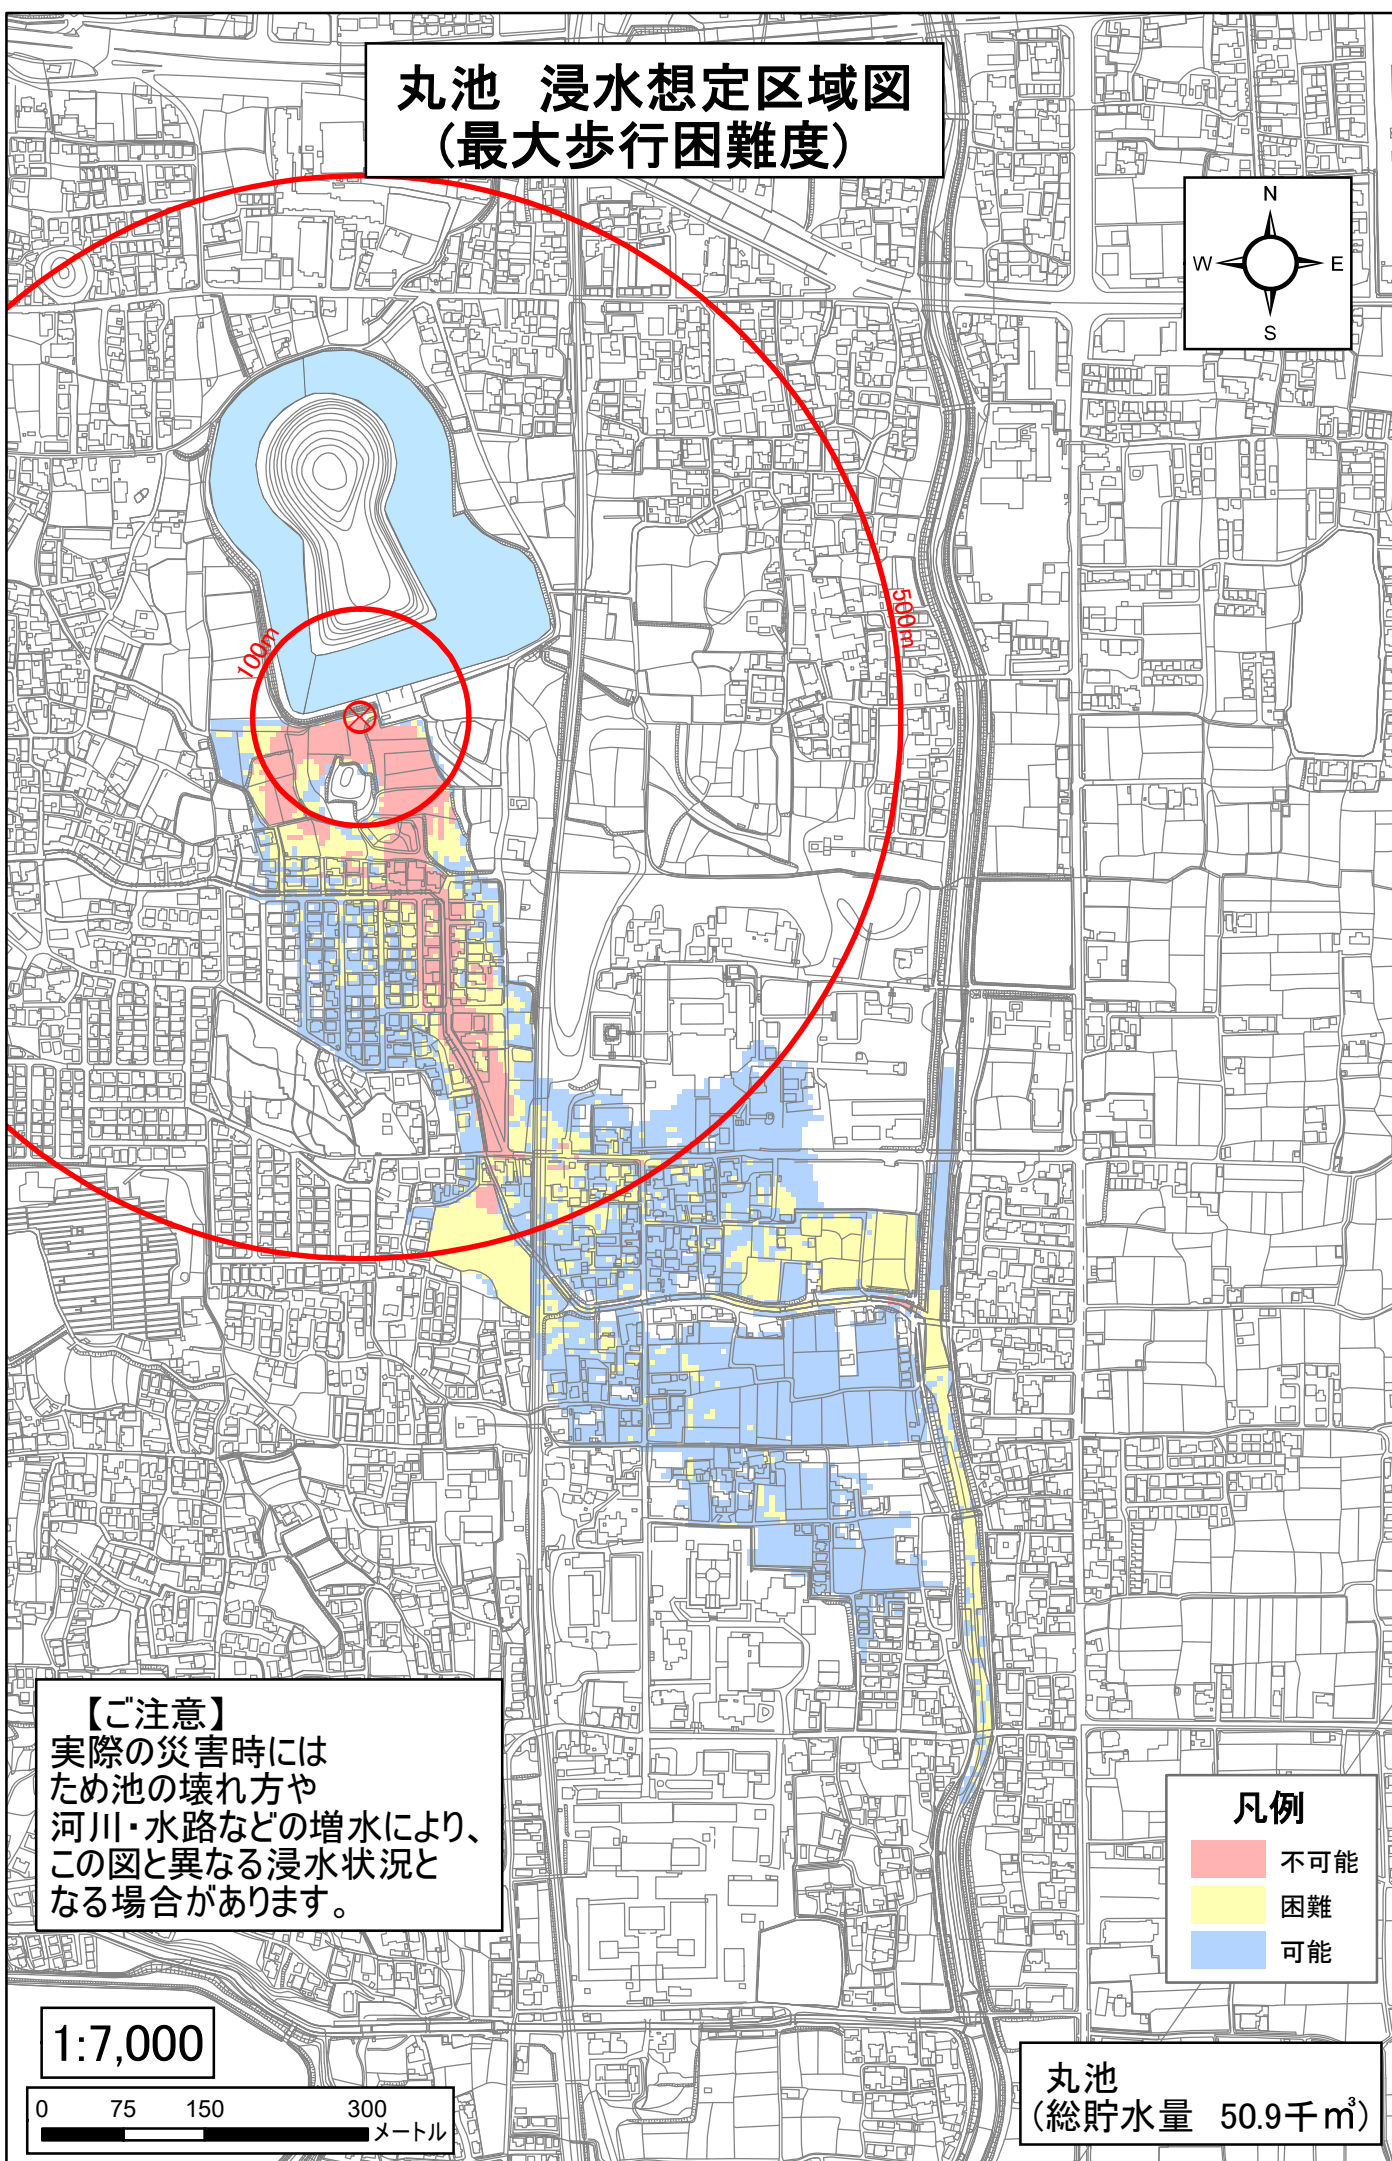 丸池 浸水想定区域図
(最大歩行困難度)
N
W
E
S
500m
100m
【ご注意】
実際の災害時には
ため池の壊れ方や
河川・水路などの増水により、
この図と異なる浸水状況と
なる場合があります。
凡例
不可能
困難
可能
1:7,000
0 75 150 300
メートル
丸池
(総貯水量 50.9千㎥)